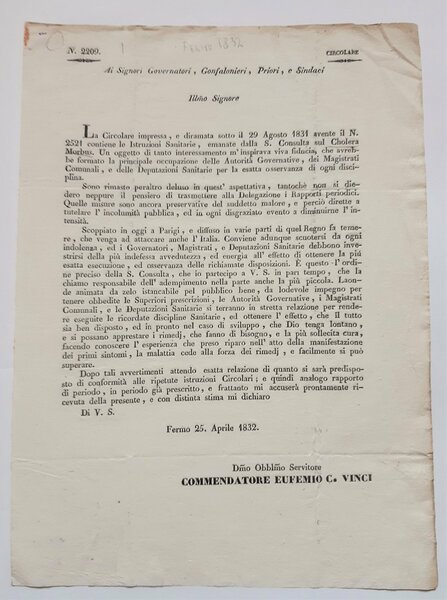 Fermo 1832
N. 2209.
CIRCOLARE
Ai Signori Governatori, Gonfalonieri, Priori, e Sindaci
Illmo Signore
La Circolare impressa, e diramata sotto il 29 Agosto 1831 avente il N.
2521 contiene le Istruzioni Sanitarie, emanate dalla S. Consulta sul Cholera
Morbus. Un oggetto di tanto interessamento m' inspirava viva fiducia, che avreb-
be formato la principale occupazione delle Autorità Governative, dei Magistrati
Comunali, e delle Deputazioni Sanitarie per la esatta osservanza di ogni disci-
plina.
Sono rimasto peraltro deluso in quest' aspettativa, tantochè non si die-
dero neppure il pensiero di trasmettere alla Delegazione i Rapporti periodici.
Quelle misure sono ancora preservative del suddetto malore, e perciò dirette a
tutelare l' incolumità pubblica, ed in ogni disgraziato evento a diminuirne l' in-
tensità.
Scoppiato in oggi a Parigi, e diffuso in varie parti di quel Regno fa teme-
re, che venga ad attaccare anche l' Italia. Conviene adunque scuotersi da ogni
indolenza, ed i Governatori, Magistrati, e Deputazioni Sanitarie debbono inve-
stirsi della più indefessa avvedutezza, ed energia all' effetto di ottenere la più
esatta esecuzione, ed osservanza delle richiamate disposizioni. È questo l' ordi-
ne preciso della S. Consulta, che io partecipo a V. S. in pari tempo, che la
chiamo responsabile dell' adempimento nella parte anche la più piccola. Laon-
de animata da zelo istancabile pel pubblico bene, da lodevole impegno per
tenere obbedite le Superiori prescrizioni, le Autorità Governative, i Magistrati
Comunali, e le Deputazioni Sanitarie si terranno in stretta relazione per ren-
dere eseguite le ricordate discipline Sanitarie, ed ottenere l' effetto, che il tutto
sia ben disposto, ed in pronto nel caso di sviluppo, che Dio tenga lontano,
e si possano apprestare i rimedj, che fanno di bisogno, e la più sollecita cura,
facendo conoscere l' esperienza che preso riparo nell' atto della manifestazione
dei primi sintomi, la malattia cede alla forza dei rimedj, e facilmente si può
superare.
Dopo tali avvertimenti attendo esatta relazione di quanto si sarà predispo-
sto di conformità alle ripetute istruzioni Circolari; e quindi analogo rapporto
di periodo, in periodo già prescritto, e frattanto mi accuserà prontamente ri-
cevuta della presente, e con distinta stima mi dichiaro
Di V. S.
Fermo 25. Aprile 1832.
Dmo Obblmo Servitore
COMMENDATORE EUFEMIO C. VINCI